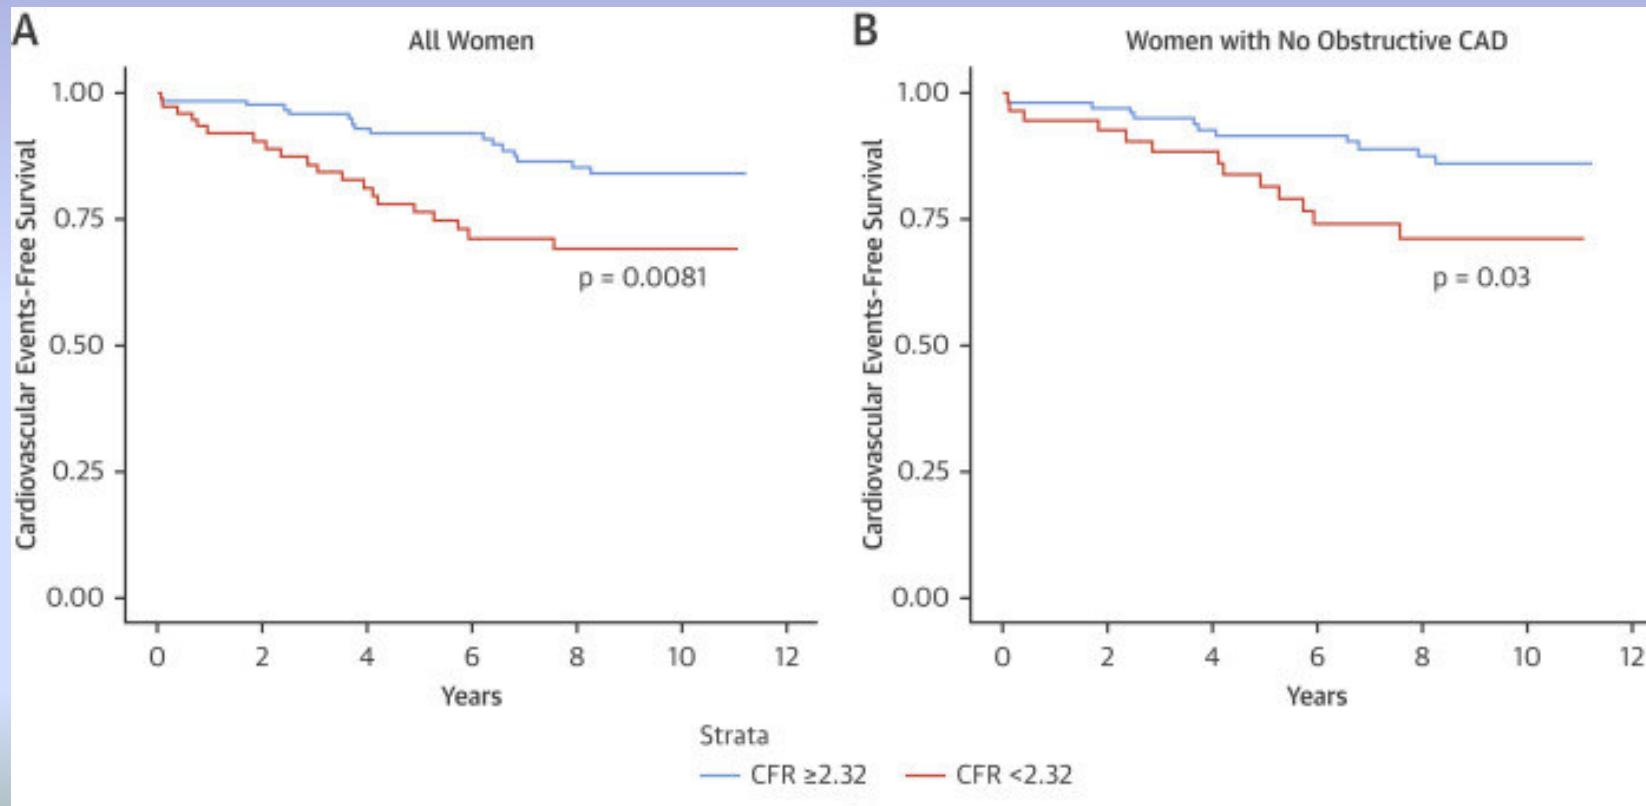 A
All Women
Cardiovascular Events-Free Survival
1.00
0.75
0.50
0.25
0.00
p = 0.0081
0 2 4 6 8 10 12
Years
B
Women with No Obstructive CAD
Cardiovascular Events-Free Survival
1.00
0.75
0.50
0.25
0.00
p = 0.03
0 2 4 6 8 10 12
Years
Strata
CFR ≥2.32 CFR <2.32